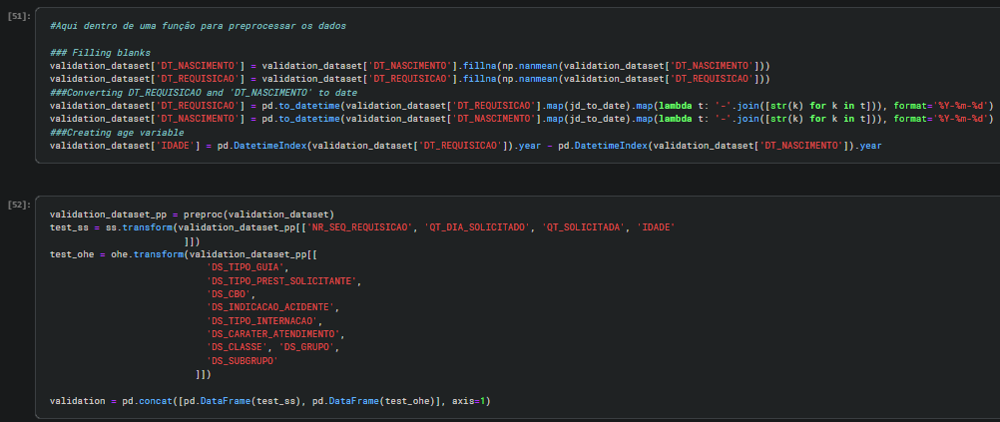 [51]:
#Aqui dentro de uma função para preprocessar os dados
### Filling blanks
validation_dataset['DT_NASCIMENTO'] = validation_dataset['DT_NASCIMENTO'].fillna(np.nanmean(validation_dataset['DT_NASCIMENTO']))
validation_dataset['DT_REQUISICAO'] = validation_dataset['DT_REQUISICAO'].fillna(np.nanmean(validation_dataset['DT_REQUISICAO']))
###Converting DT_REQUISICAO and 'DT_NASCIMENTO' to date
validation_dataset['DT_REQUISICAO'] = pd.to_datetime(validation_dataset['DT_REQUISICAO'].map(jd_to_date).map(lambda t: '-'.join([str(k) for k in t])), format='%Y-%m-%d')
validation_dataset['DT_NASCIMENTO'] = pd.to_datetime(validation_dataset['DT_NASCIMENTO'].map(jd_to_date).map(lambda t: '-'.join([str(k) for k in t])), format='%Y-%m-%d')
###Creating age variable
validation_dataset['IDADE'] = pd.DatetimeIndex(validation_dataset['DT_REQUISICAO']).year - pd.DatetimeIndex(validation_dataset['DT_NASCIMENTO']).year
[52]:
validation_dataset_pp = preproc(validation_dataset)
test_ss = ss.transform(validation_dataset_pp[['NR_SEQ_REQUISICAO', 'QT_DIA_SOLICITADO', 'QT_SOLICITADA', 'IDADE'
]])
test_ohe = ohe.transform(validation_dataset_pp[[
'DS_TIPO_GUIA',
'DS_TIPO_PREST_SOLICITANTE',
'DS_CBO',
'DS_INDICACAO_ACIDENTE',
'DS_TIPO_INTERNACAO',
'DS_CARATER_ATENDIMENTO',
'DS_CLASSE', 'DS_GRUPO',
'DS_SUBGRUPO'
]])
validation = pd.concat([pd.DataFrame(test_ss), pd.DataFrame(test_ohe)], axis=1)